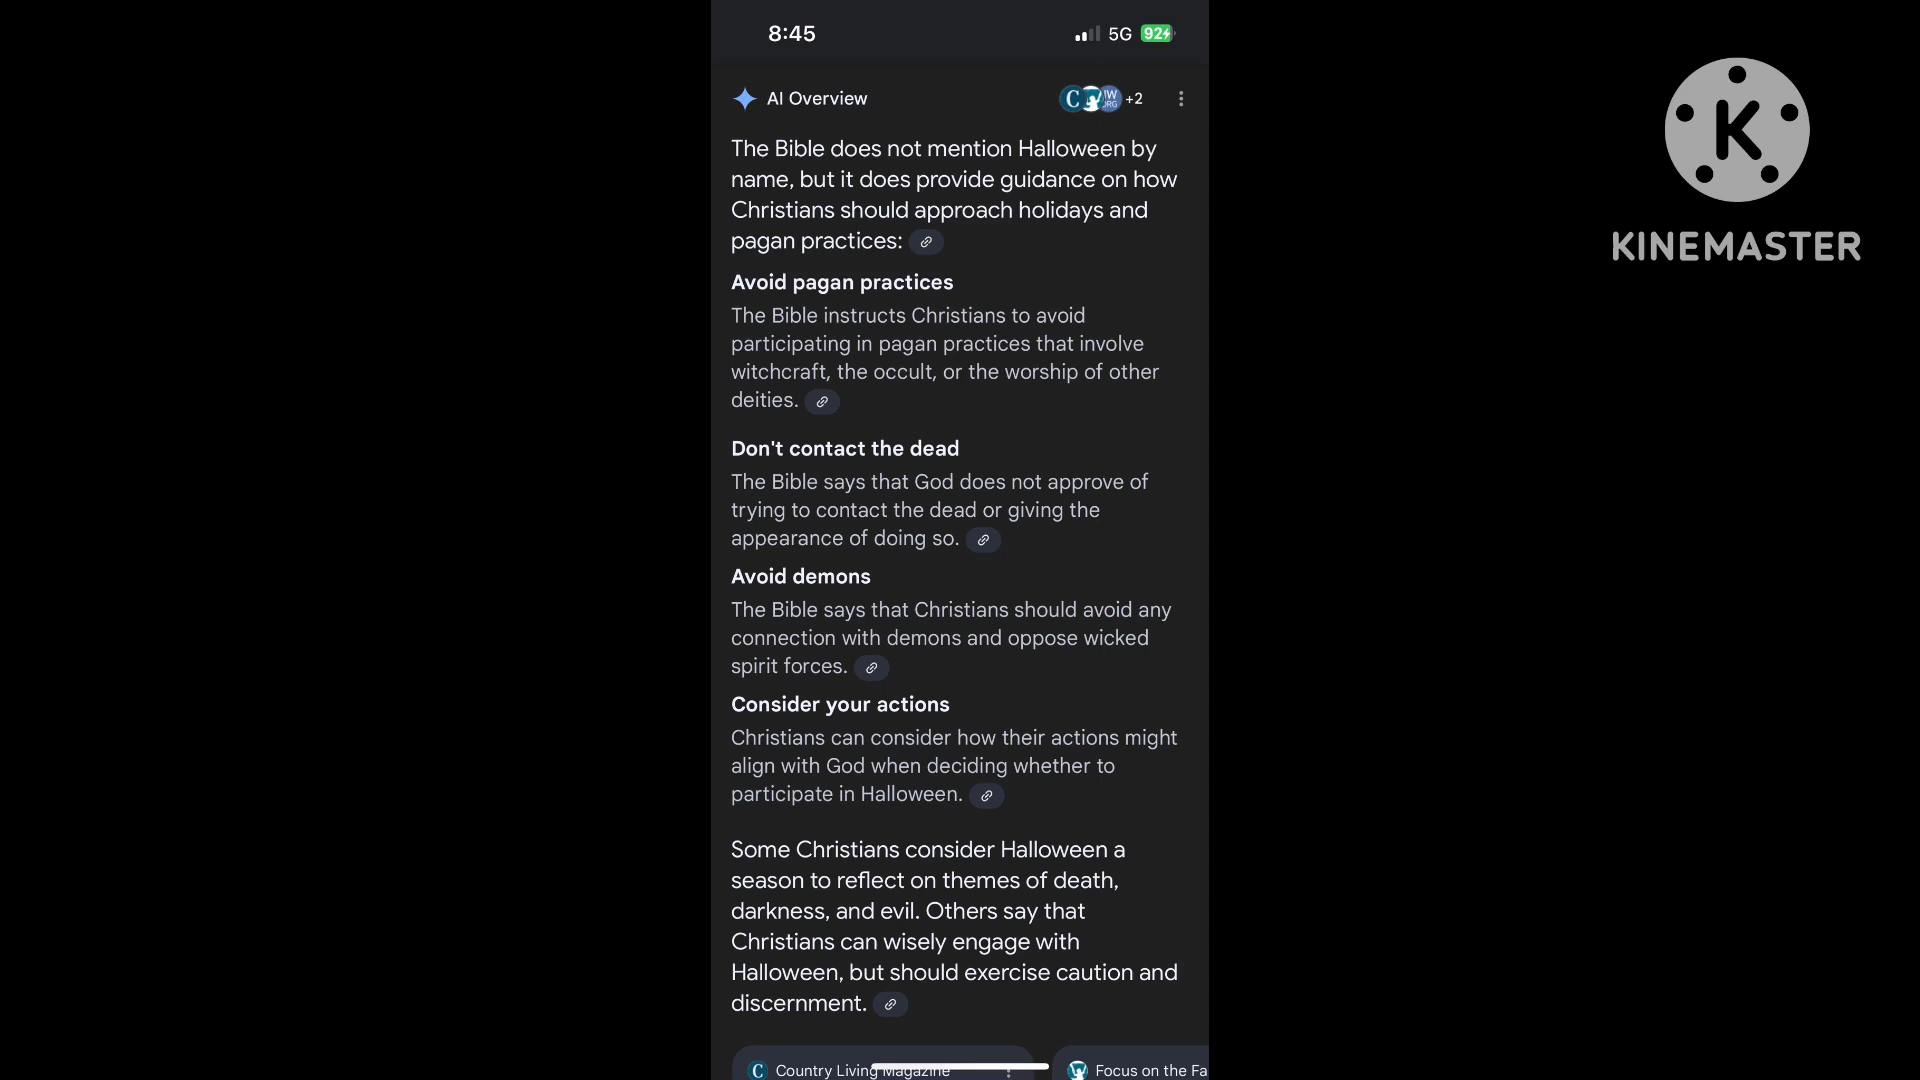 8:45
5G 92
AI Overview
C JW ORG +2
K
KINEMASTER
The Bible does not mention Halloween by
name, but it does provide guidance on how
Christians should approach holidays and
pagan practices:
Avoid pagan practices
The Bible instructs Christians to avoid
participating in pagan practices that involve
witchcraft, the occult, or the worship of other
deities.
Don't contact the dead
The Bible says that God does not approve of
trying to contact the dead or giving the
appearance of doing so.
Avoid demons
The Bible says that Christians should avoid any
connection with demons and oppose wicked
spirit forces.
Consider your actions
Christians can consider how their actions might
align with God when deciding whether to
participate in Halloween.
Some Christians consider Halloween a
season to reflect on themes of death,
darkness, and evil. Others say that
Christians can wisely engage with
Halloween, but should exercise caution and
discernment.
C Country Living Magazine
Focus on the Fa